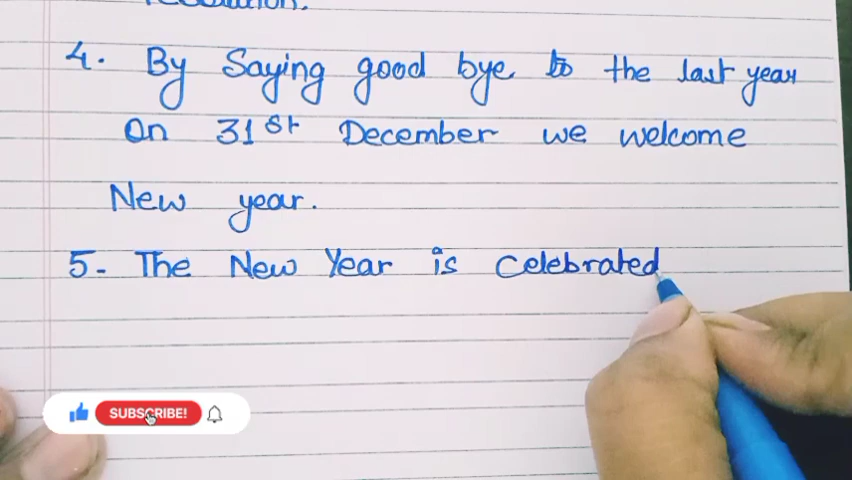 resolution.
4. By Saying good bye to the last year
on 31st December we welcome
New year.
5- The New Year is Celebrated
SUBSCRIBE!